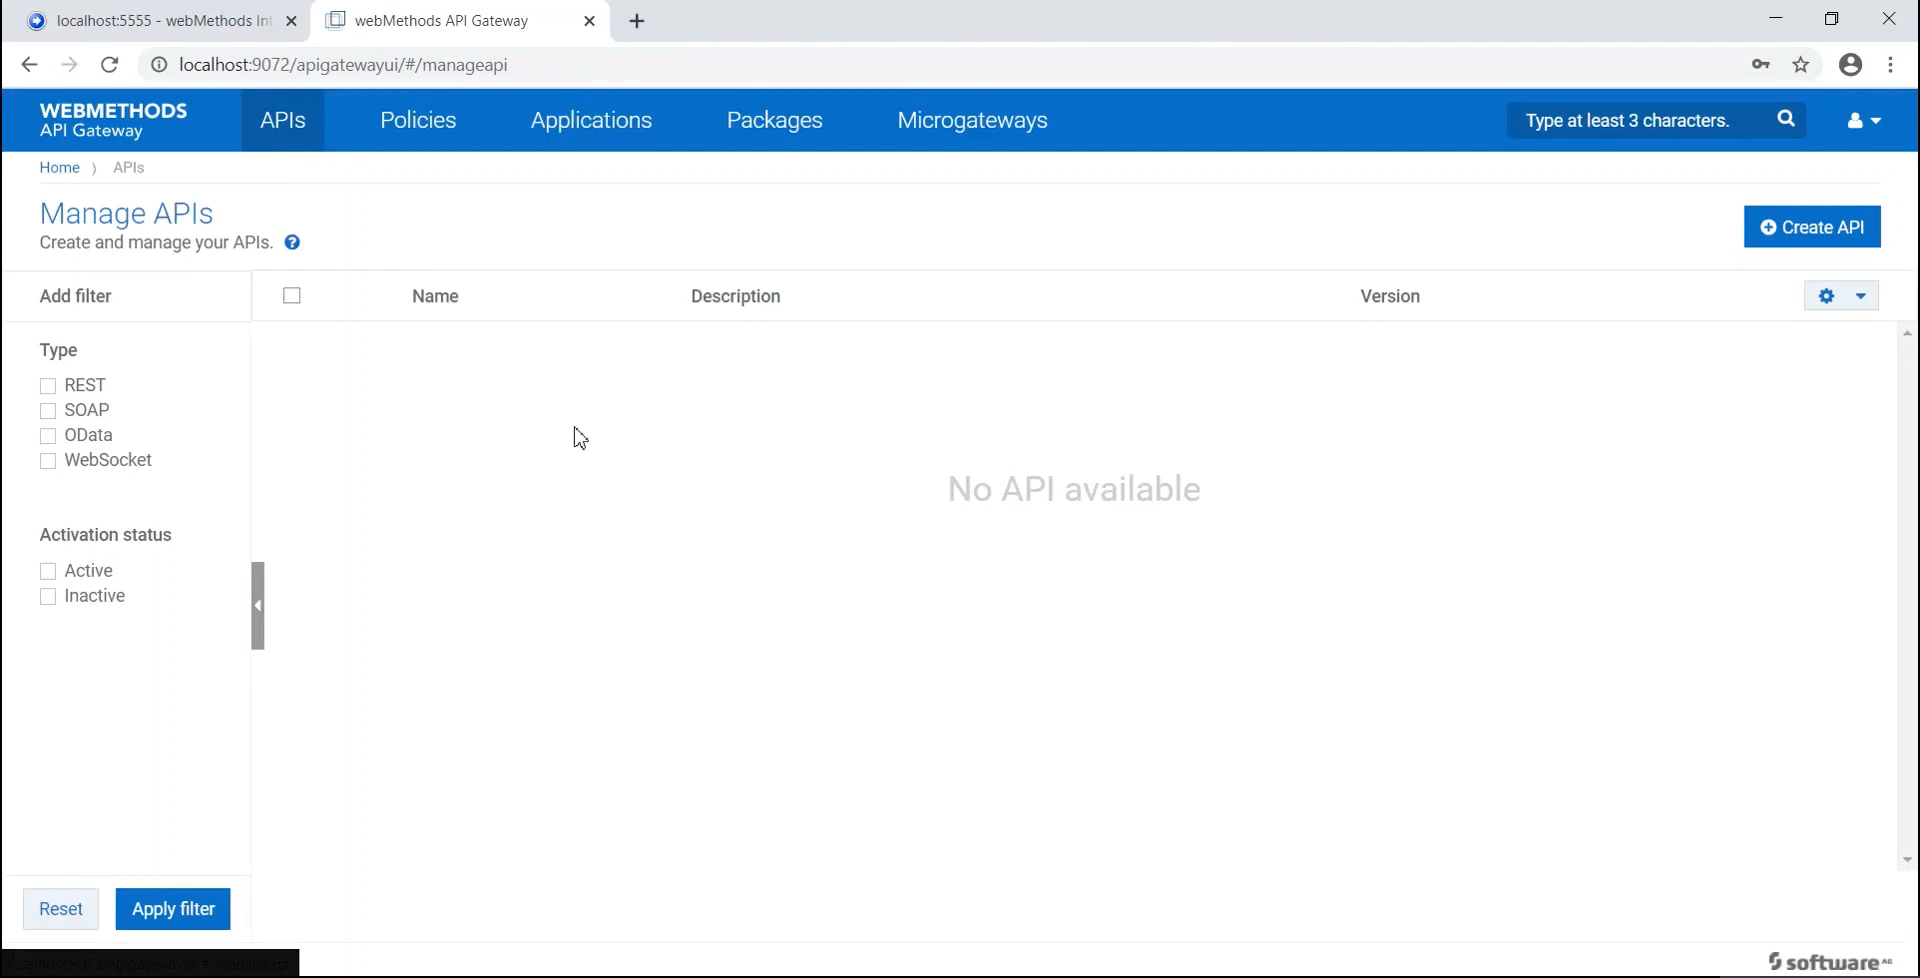 localhost:5555 - webMethods Int
webMethods API Gateway
localhost:9072/apigatewayui/#/manageapi
WEBMETHODS
API Gateway
APIs
Policies
Applications
Packages
Microgateways
Type at least 3 characters.
Home
APIs
Manage APIs
Create and manage your APIs.
Create API
Add filter
Name
Description
Version
Type
REST
SOAP
OData
WebSocket
No API available
Activation status
Active
Inactive
Reset
Apply filter
software AG